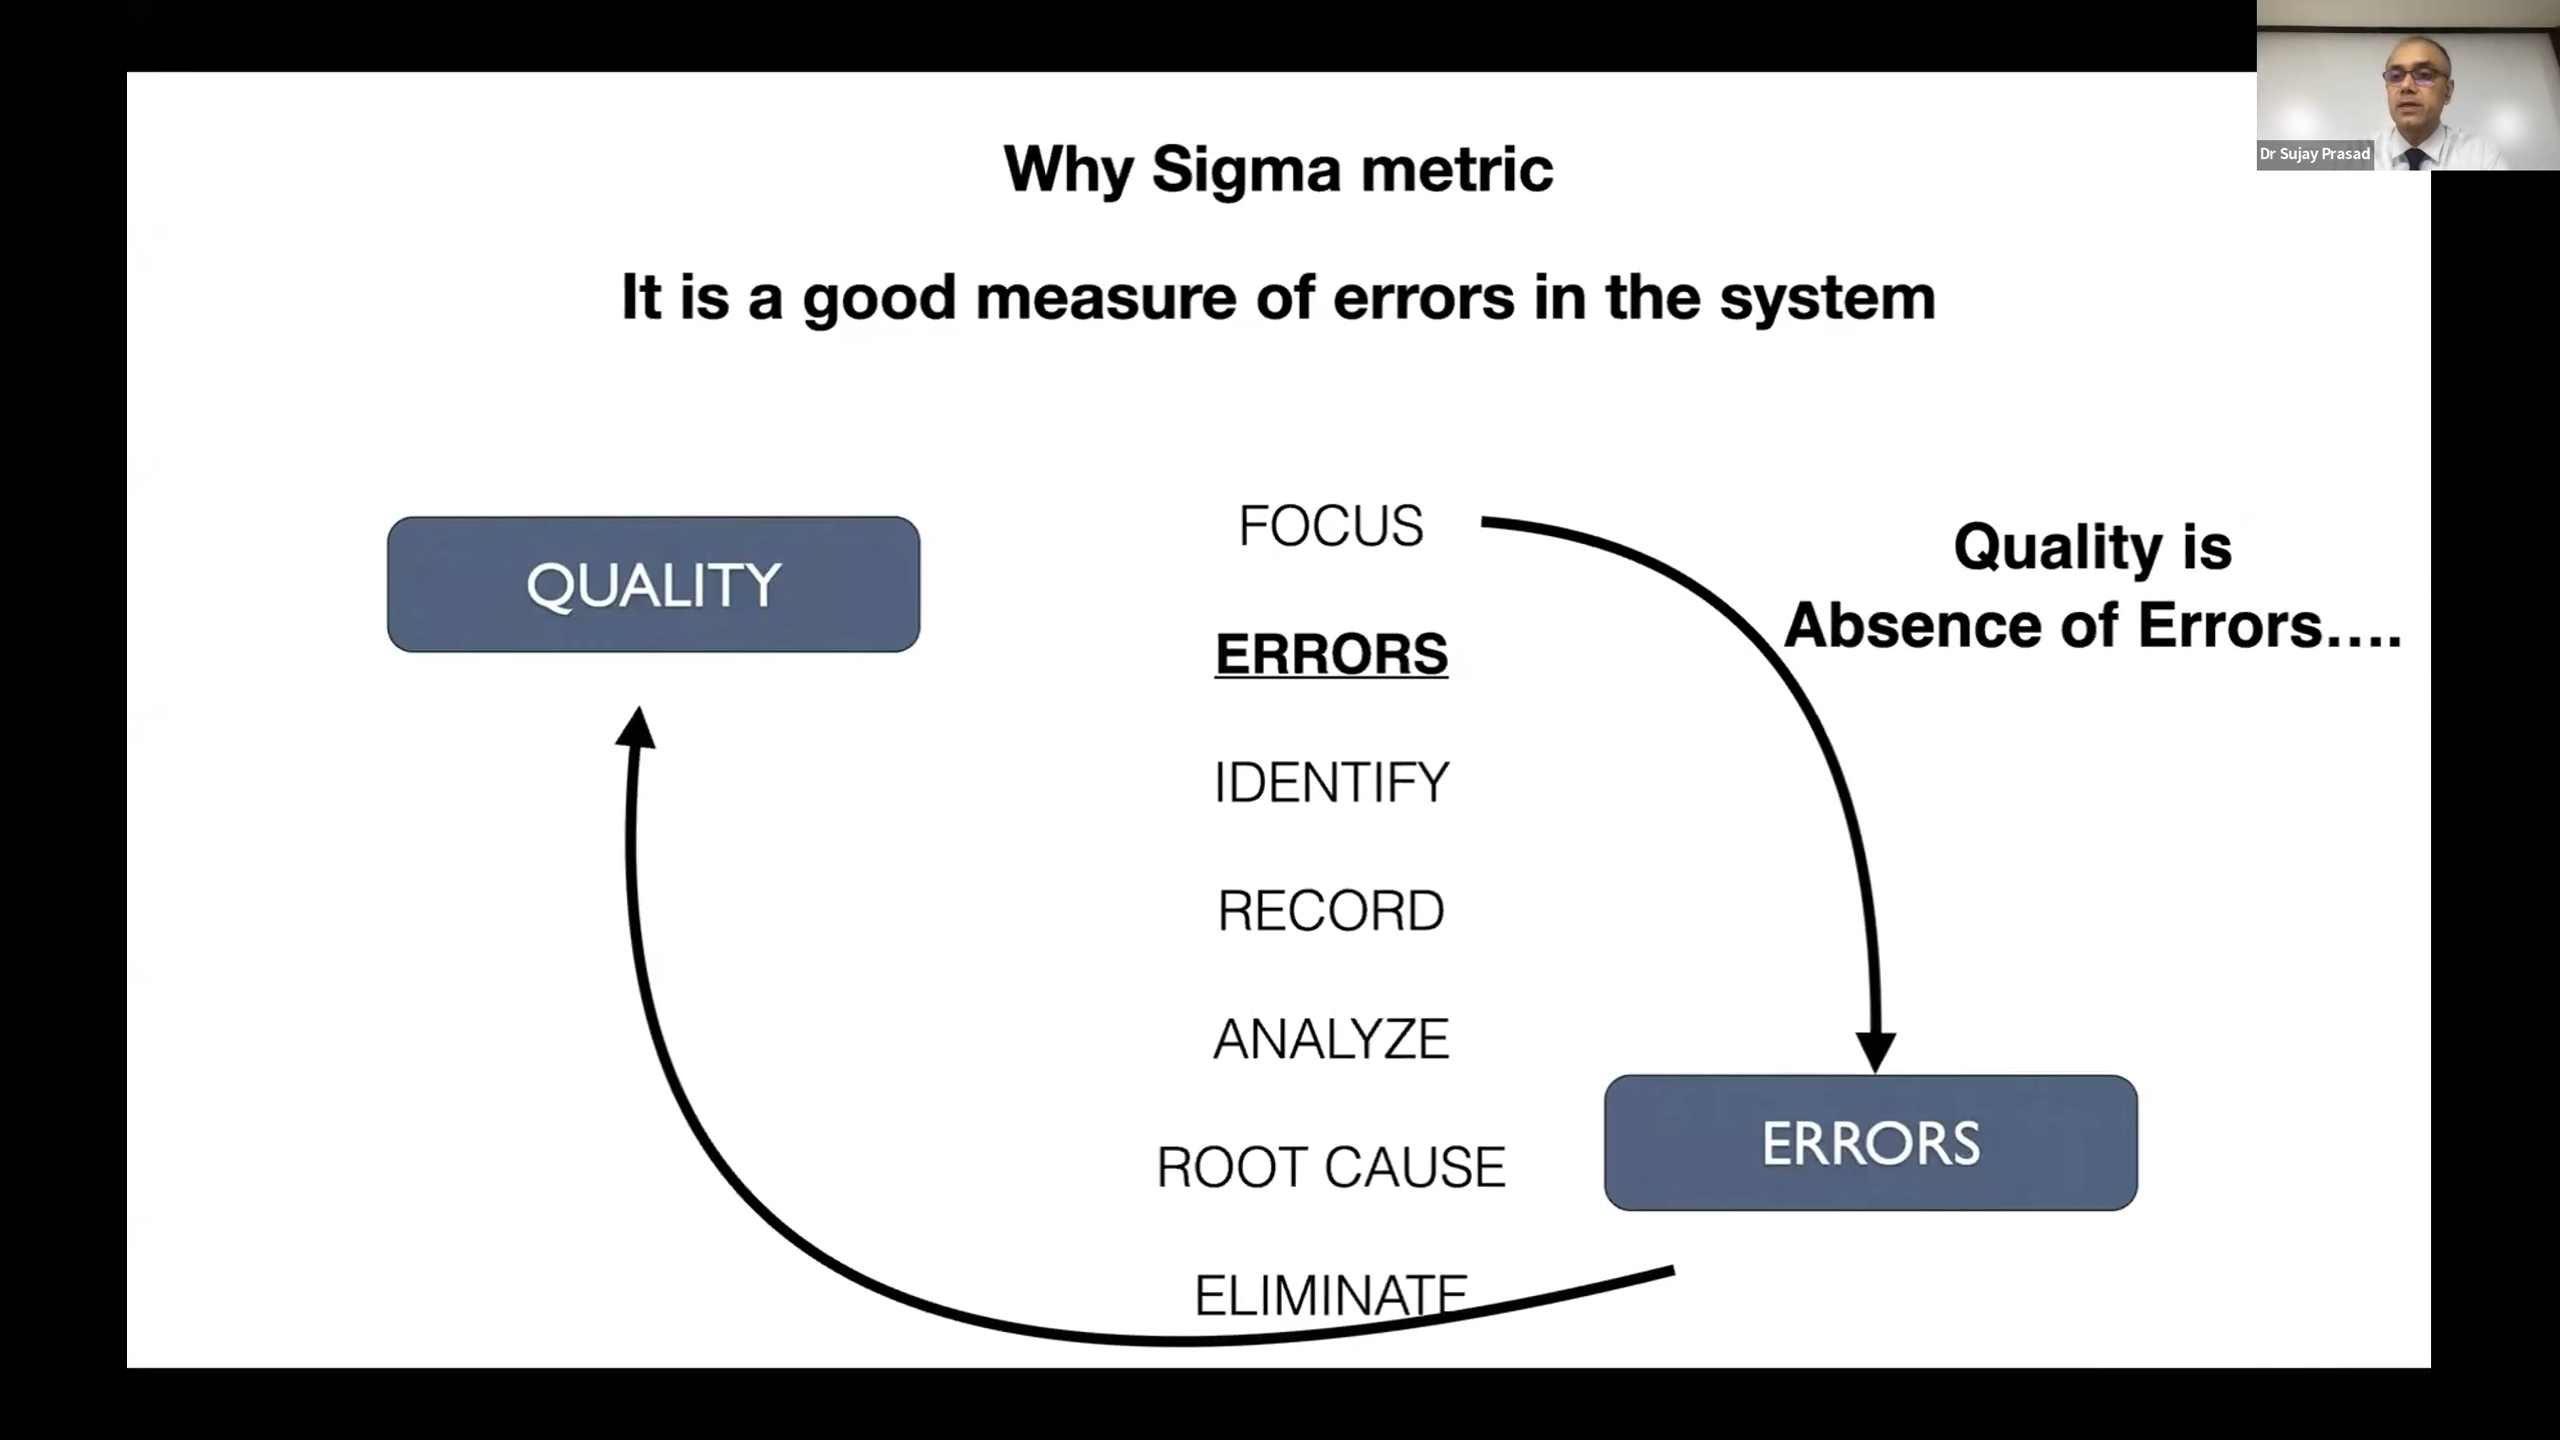 Dr Sujay Prasad
Why Sigma metric
It is a good measure of errors in the system
QUALITY
FOCUS
ERRORS
IDENTIFY
RECORD
ANALYZE
ROOT CAUSE
ELIMINATE
Quality is
Absence of Errors....
ERRORS